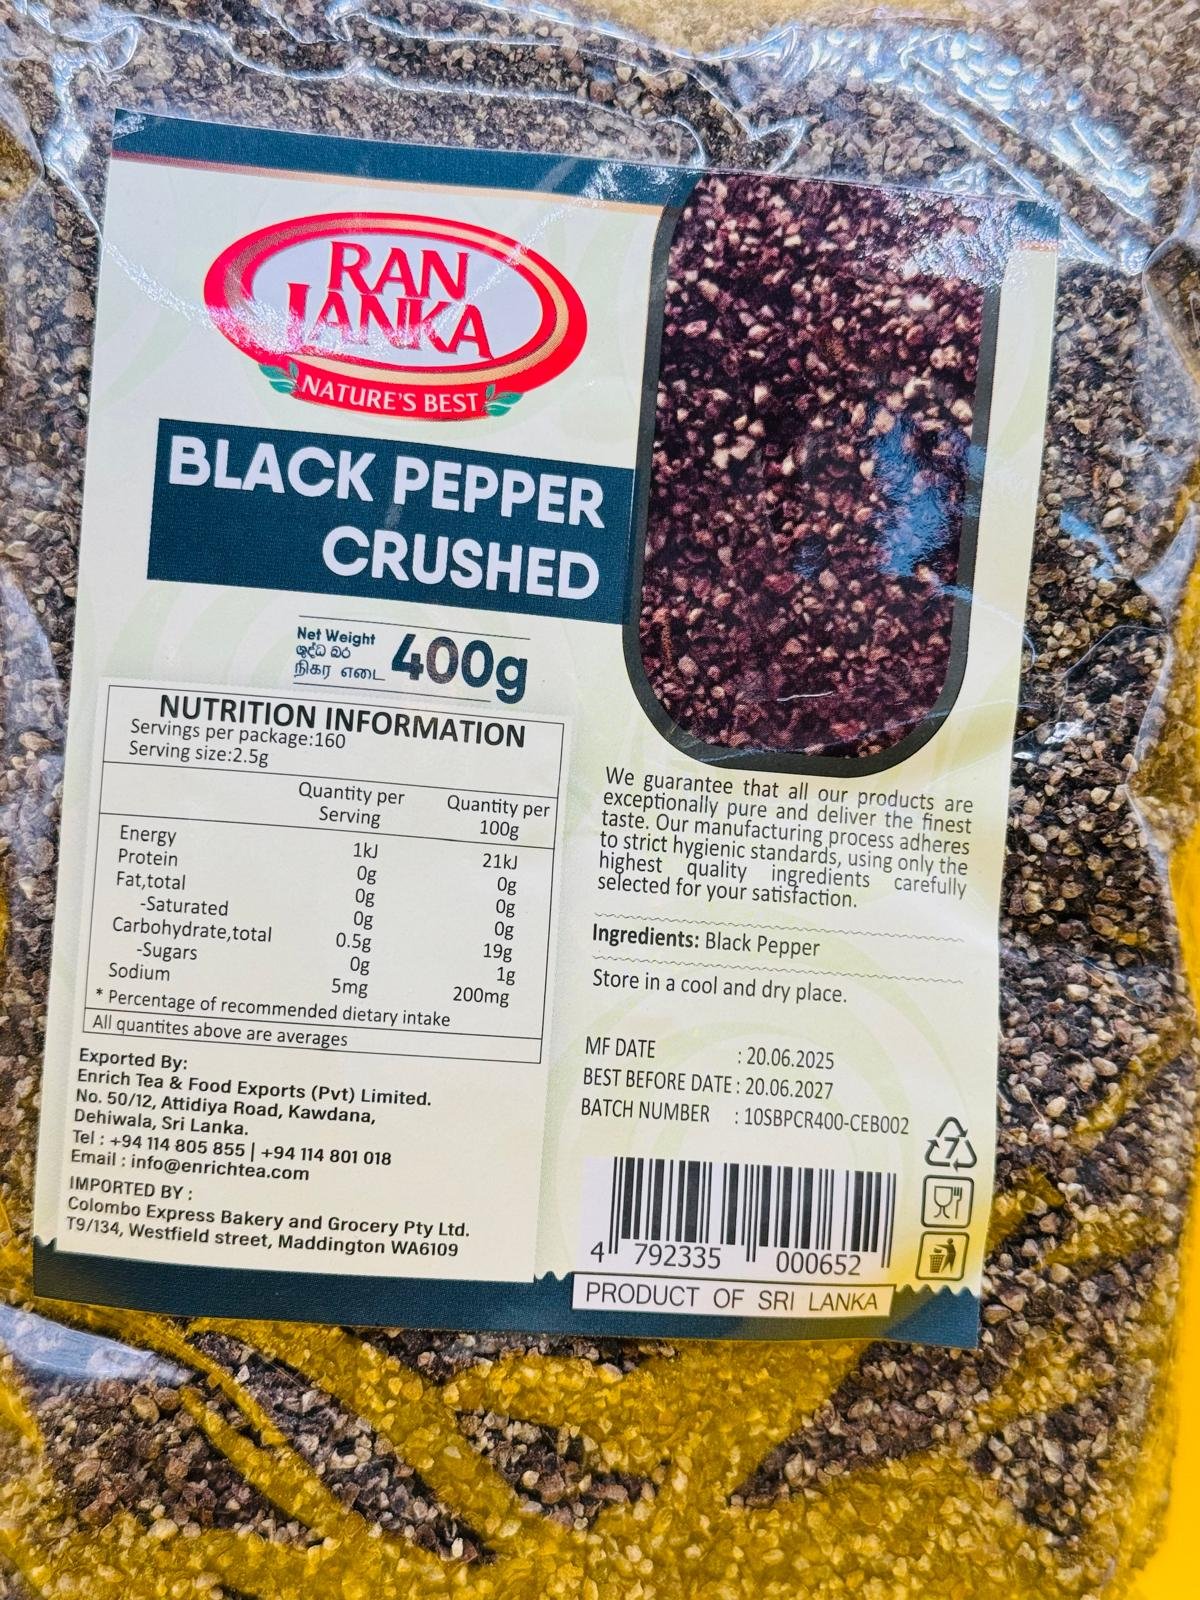 RAN
LANKA
NATURE'S BEST
BLACK PEPPER
CRUSHED
Net Weight
ශුද්ධ බර
நிகர எடை
400g
NUTRITION INFORMATION
Servings per package:160
Serving size:2.5g
Quantity per Serving Quantity per 100g
Energy 1kJ 21kJ
Protein 0g 0g
Fat,total 0g 0g
-Saturated 0g 0g
Carbohydrate,total 0.5g 19g
-Sugars 0g 1g
Sodium 5mg 200mg
* Percentage of recommended dietary intake
All quantites above are averages
Exported By:
Enrich Tea & Food Exports (Pvt) Limited.
No. 50/12, Attidiya Road, Kawdana,
Dehiwala, Sri Lanka.
Tel : +94 114 805 855 | +94 114 801 018
Email : info@enrichtea.com
IMPORTED BY :
Colombo Express Bakery and Grocery Pty Ltd.
T9/134, Westfield street, Maddington WA6109
We guarantee that all our products are
exceptionally pure and deliver the finest
taste. Our manufacturing process adheres
to strict hygienic standards, using only the
highest quality ingredients carefully
selected for your satisfaction.
Ingredients: Black Pepper
Store in a cool and dry place.
MF DATE : 20.06.2025
BEST BEFORE DATE : 20.06.2027
BATCH NUMBER : 10SBPCR400-CEB002
7
4 792335 000652
PRODUCT OF SRI LANKA